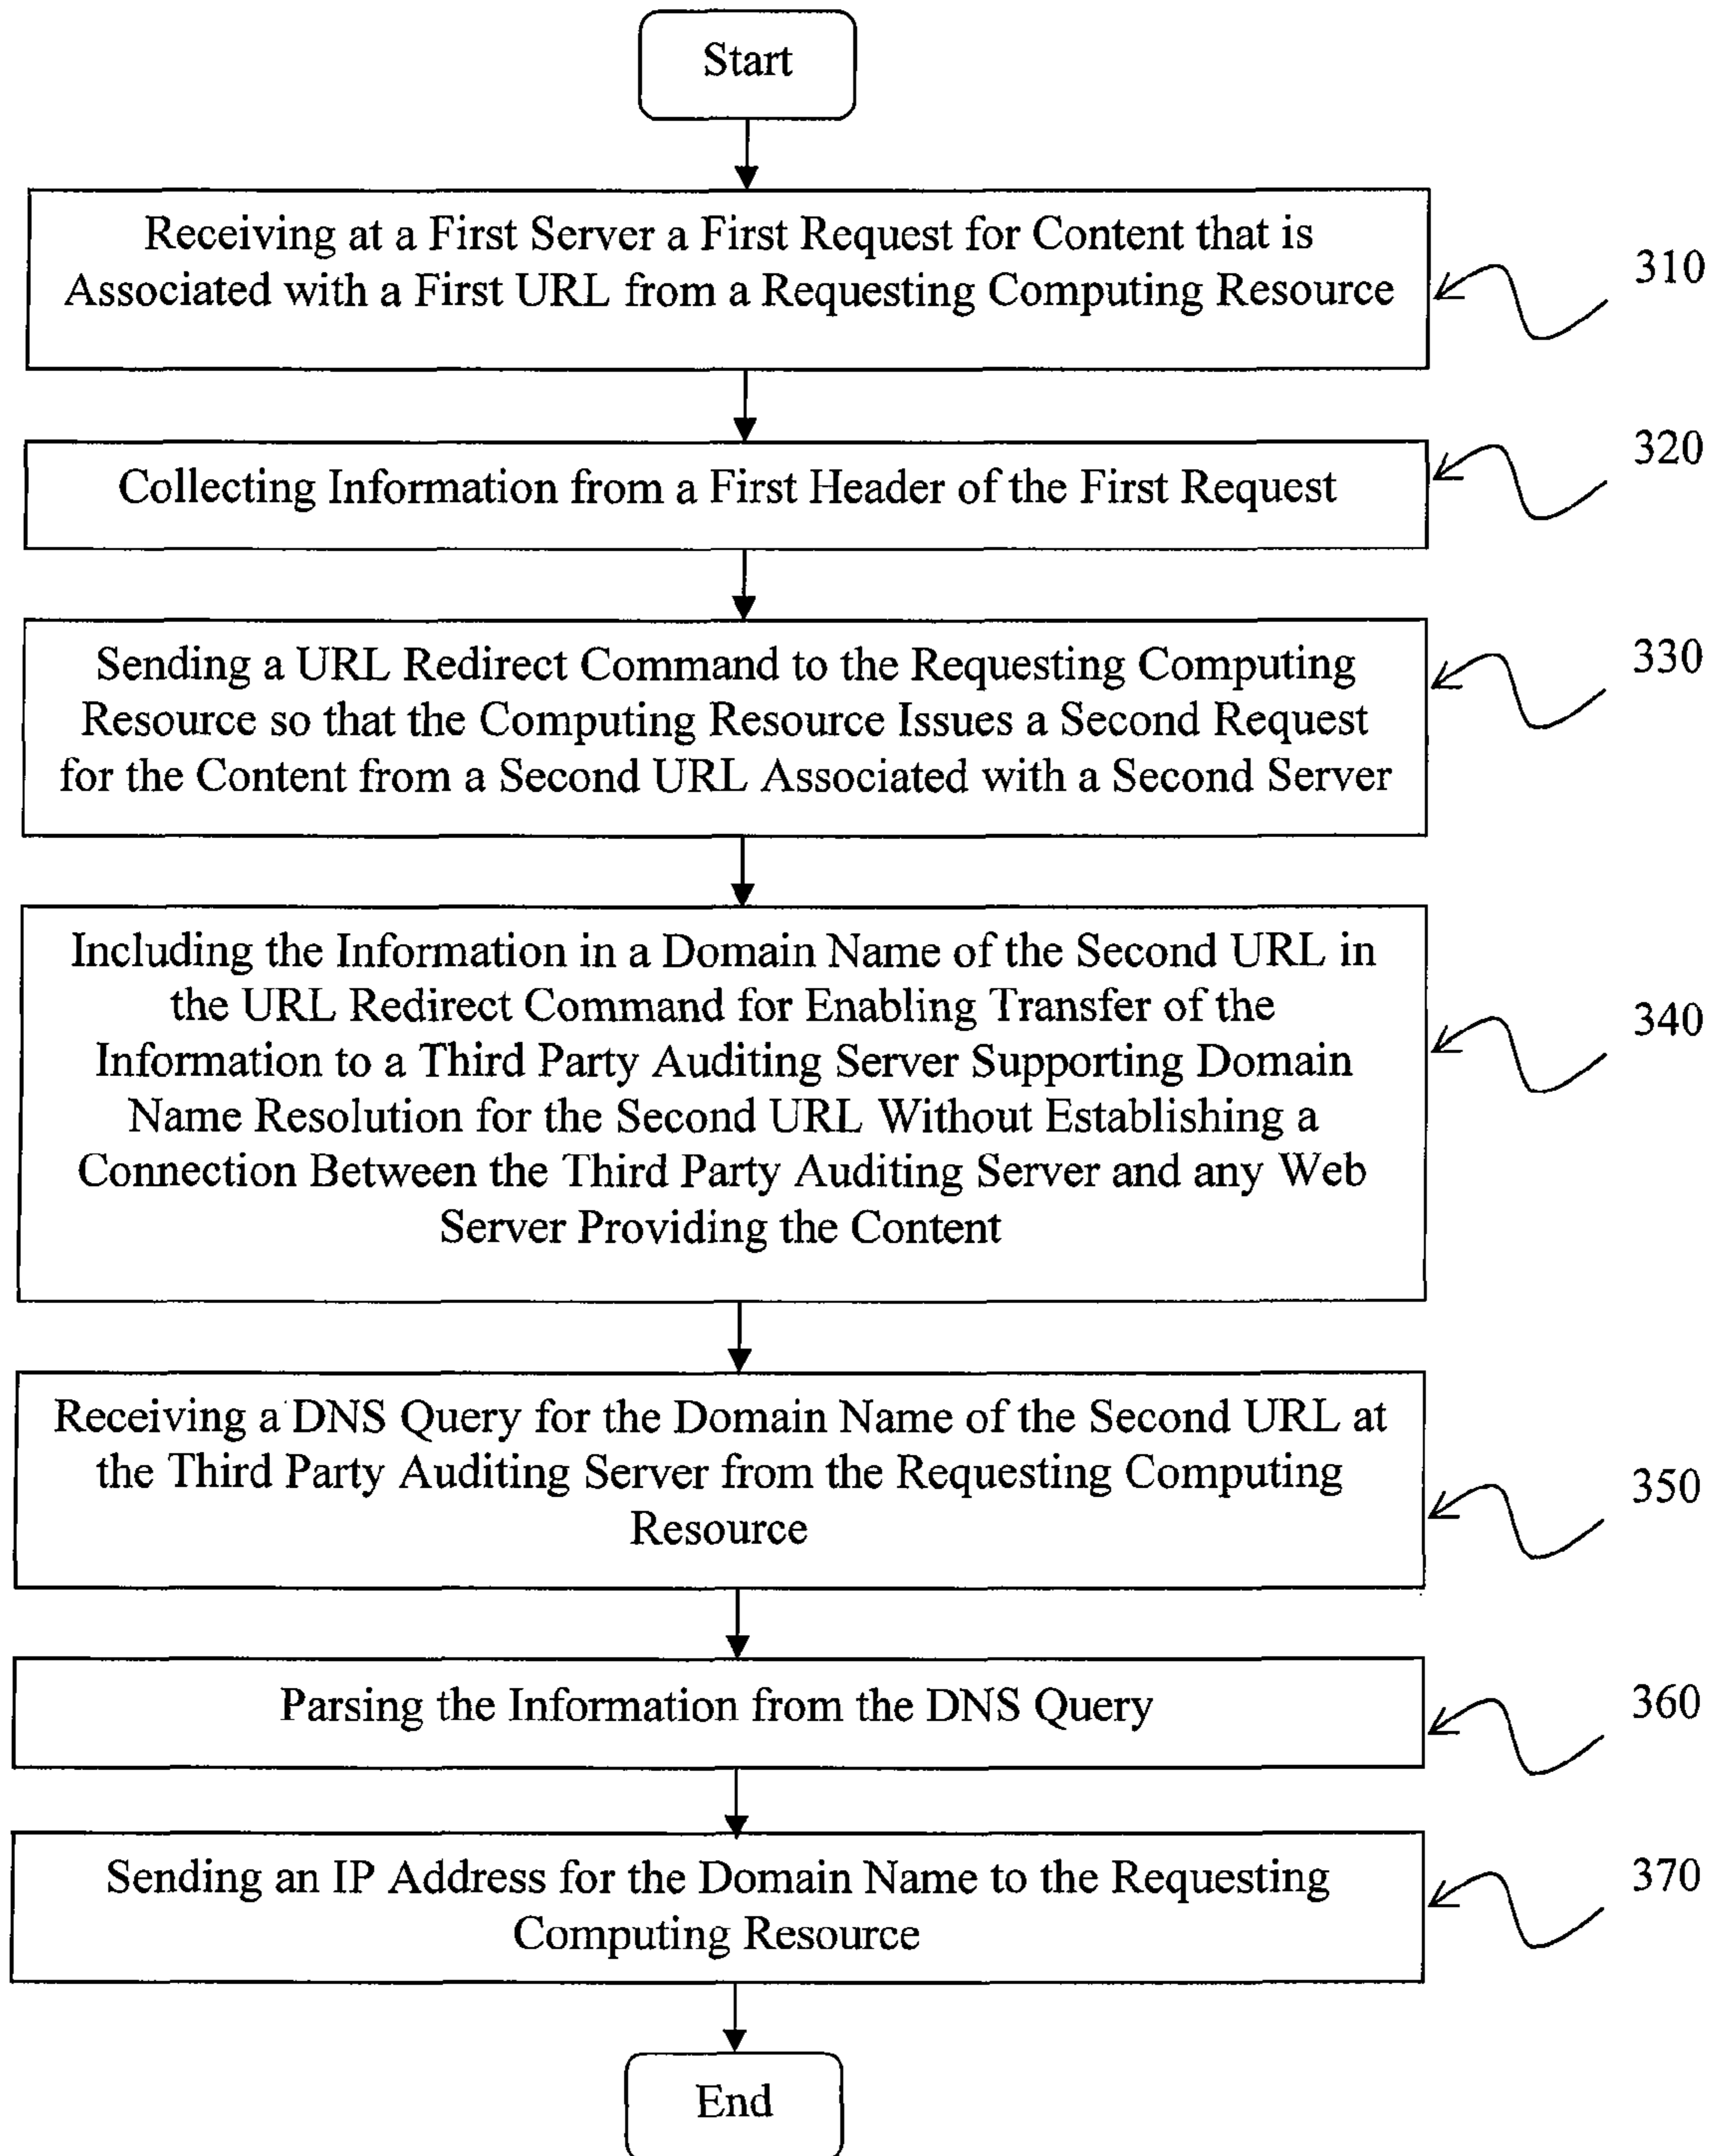 Start
Receiving at a First Server a First Request for Content that is
Associated with a First URL from a Requesting Computing Resource
310
Collecting Information from a First Header of the First Request
320
Sending a URL Redirect Command to the Requesting Computing
Resource so that the Computing Resource Issues a Second Request
for the Content from a Second URL Associated with a Second Server
330
Including the Information in a Domain Name of the Second URL in
the URL Redirect Command for Enabling Transfer of the
Information to a Third Party Auditing Server Supporting Domain
Name Resolution for the Second URL Without Establishing a
Connection Between the Third Party Auditing Server and any Web
Server Providing the Content
340
Receiving a DNS Query for the Domain Name of the Second URL at
the Third Party Auditing Server from the Requesting Computing
Resource
350
Parsing the Information from the DNS Query
360
Sending an IP Address for the Domain Name to the Requesting
Computing Resource
370
End